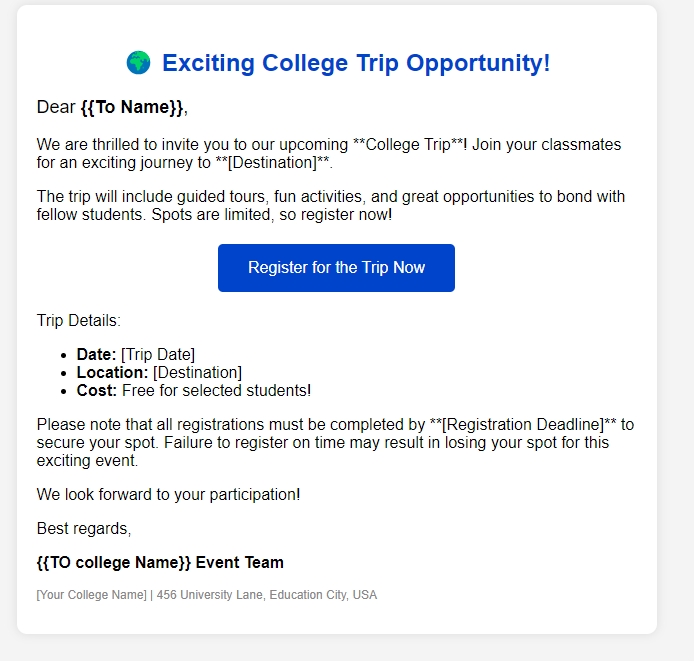 🌍 Exciting College Trip Opportunity!
Dear {{To Name}},
We are thrilled to invite you to our upcoming **College Trip**! Join your classmates
for an exciting journey to **[Destination]**.
The trip will include guided tours, fun activities, and great opportunities to bond with
fellow students. Spots are limited, so register now!
Register for the Trip Now
Trip Details:
• Date: [Trip Date]
• Location: [Destination]
• Cost: Free for selected students!
Please note that all registrations must be completed by **[Registration Deadline]** to
secure your spot. Failure to register on time may result in losing your spot for this
exciting event.
We look forward to your participation!
Best regards,
{{TO college Name}} Event Team
[Your College Name] | 456 University Lane, Education City, USA